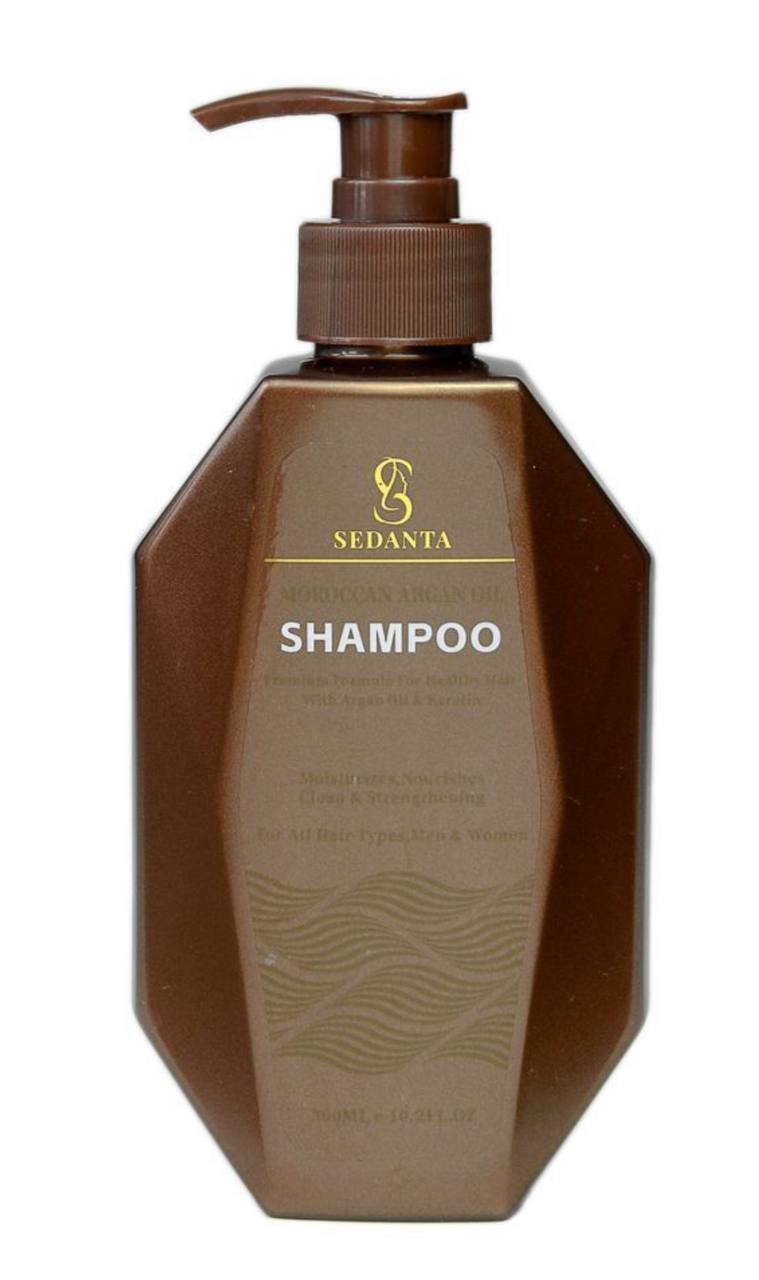 SEDANTA
MOROCCAN ARGAN OIL
SHAMPOO
Premium Formula For Healthy Hair
With Argan Oil & Keratin
Moisturizes,Nourishes
Clean & Strengthening
For All Hair Types,Men & Women
300ML e 10.2FL.OZ